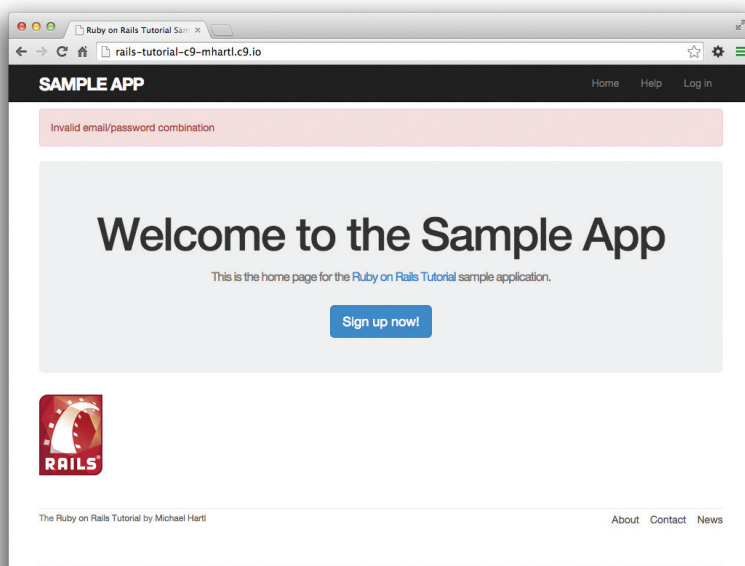 Ruby on Rails Tutorial Sam
rails-tutorial-c9-mhartl.c9.io
SAMPLE APP
Home Help Log in
Invalid email/password combination
Welcome to the Sample App
This is the home page for the Ruby on Rails Tutorial sample application.
Sign up now!
RAILS
The Ruby on Rails Tutorial by Michael Hartl
About Contact News